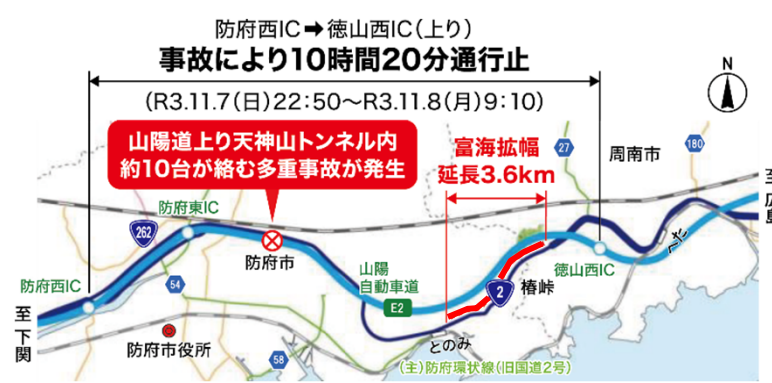 防府西IC➡徳山西IC（上り）
事故により10時間20分通行止
（R3.11.7（日）22：50～R3.11.8（月）9：10）
山陽道上り天神山トンネル内
約10台が絡む多重事故が発生
富海拡幅
延長3.6km
N
27
周南市
180
至広島
防府東IC
262
防府市
山陽
自動車道
E2
へた
徳山西IC
椿峠
2
防府西IC
54
至下関
防府市役所
58
とのみ
（主）防府環状線（旧国道2号）